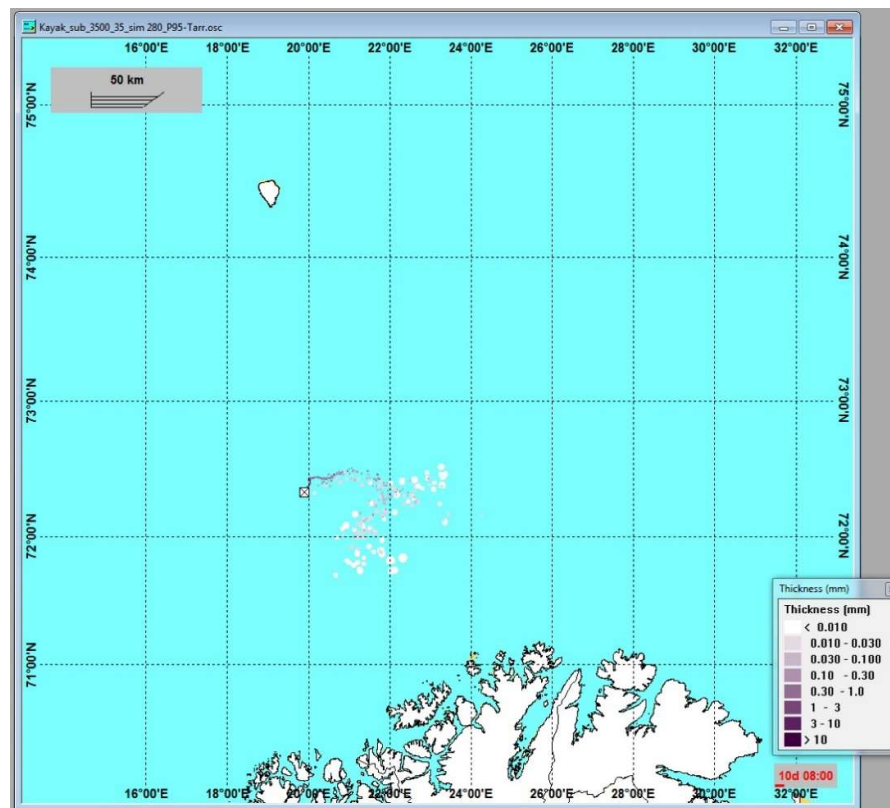 Kayak_sub_3500_35_sim 280_P95-Tarr.osc
16°00'E 18°00'E 20°00'E 22°00'E 24°00'E 26°00'E 28°00'E 30°00'E 32°00'E
50 km
75°00'N 75°00'N
74°00'N 74°00'N
73°00'N 73°00'N
72°00'N 72°00'N
Thickness (mm)
Thickness (mm)
< 0.010
0.010 - 0.030
0.030 - 0.100
0.10 - 0.30
0.30 - 1.0
1 - 3
3 - 10
> 10
71°00'N
10d 08:00
16°00'E 18°00'E 20°00'E 22°00'E 24°00'E 26°00'E 28°00'E 30°00'E 32°00'E